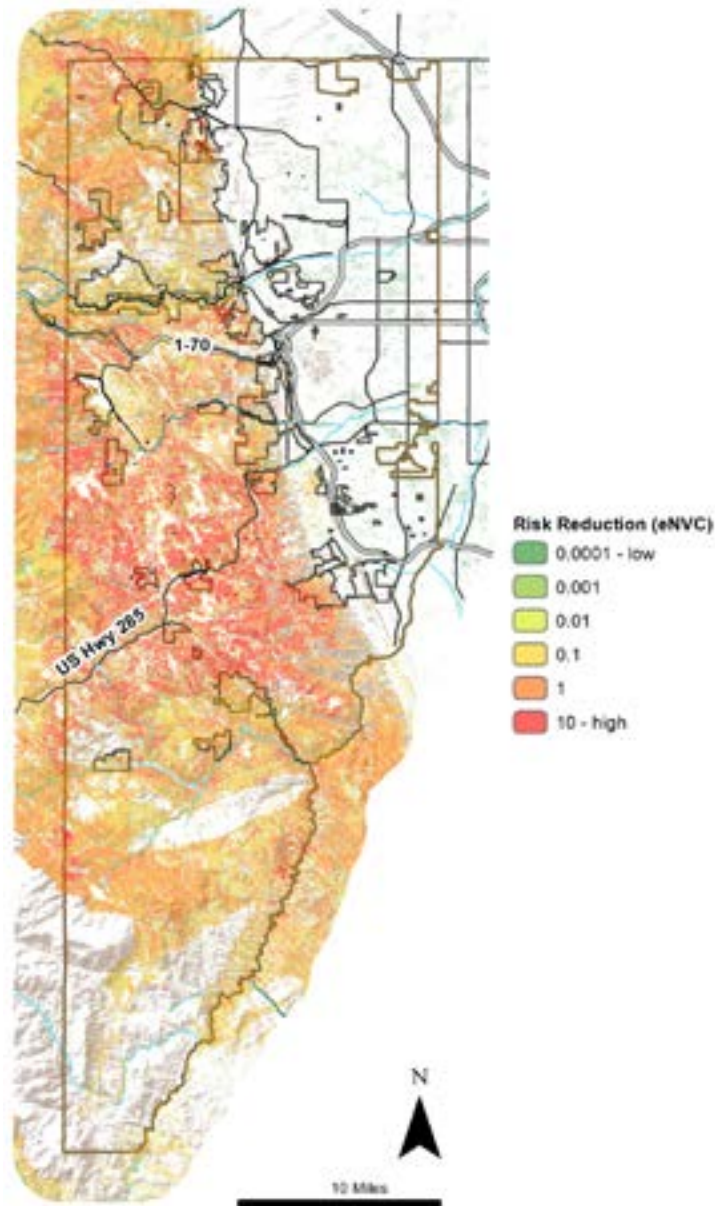 1-70
US Hwy 285
Risk Reduction (eNVC)
0.0001 - low
0.001
0.01
0.1
1
10 - high
N
10 Miles